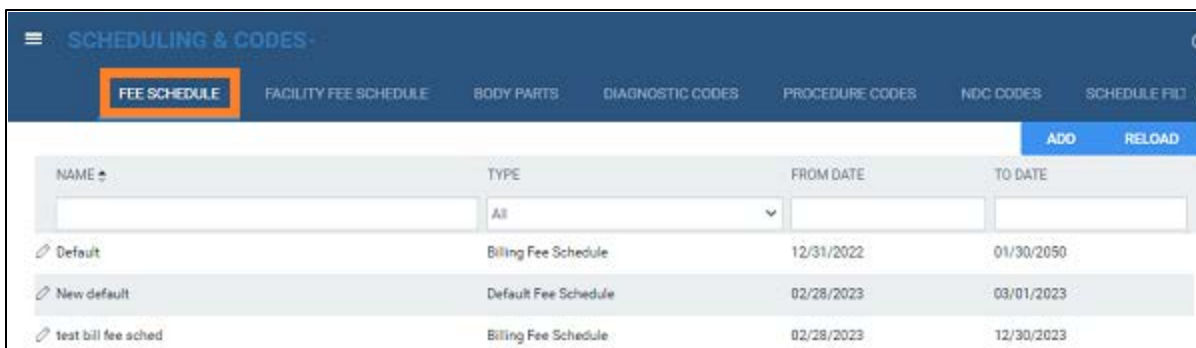 SCHEDULING & CODES-
FEE SCHEDULE FACILITY FEE SCHEDULE BODY PARTS DIAGNOSTIC CODES PROCEDURE CODES NDC CODES SCHEDULE FILT
ADD RELOAD
NAME TYPE FROM DATE TO DATE
All
Default Billing Fee Schedule 12/31/2022 01/30/2050
New default Default Fee Schedule 02/28/2023 03/01/2023
test bill fee sched Billing Fee Schedule 02/28/2023 12/30/2023